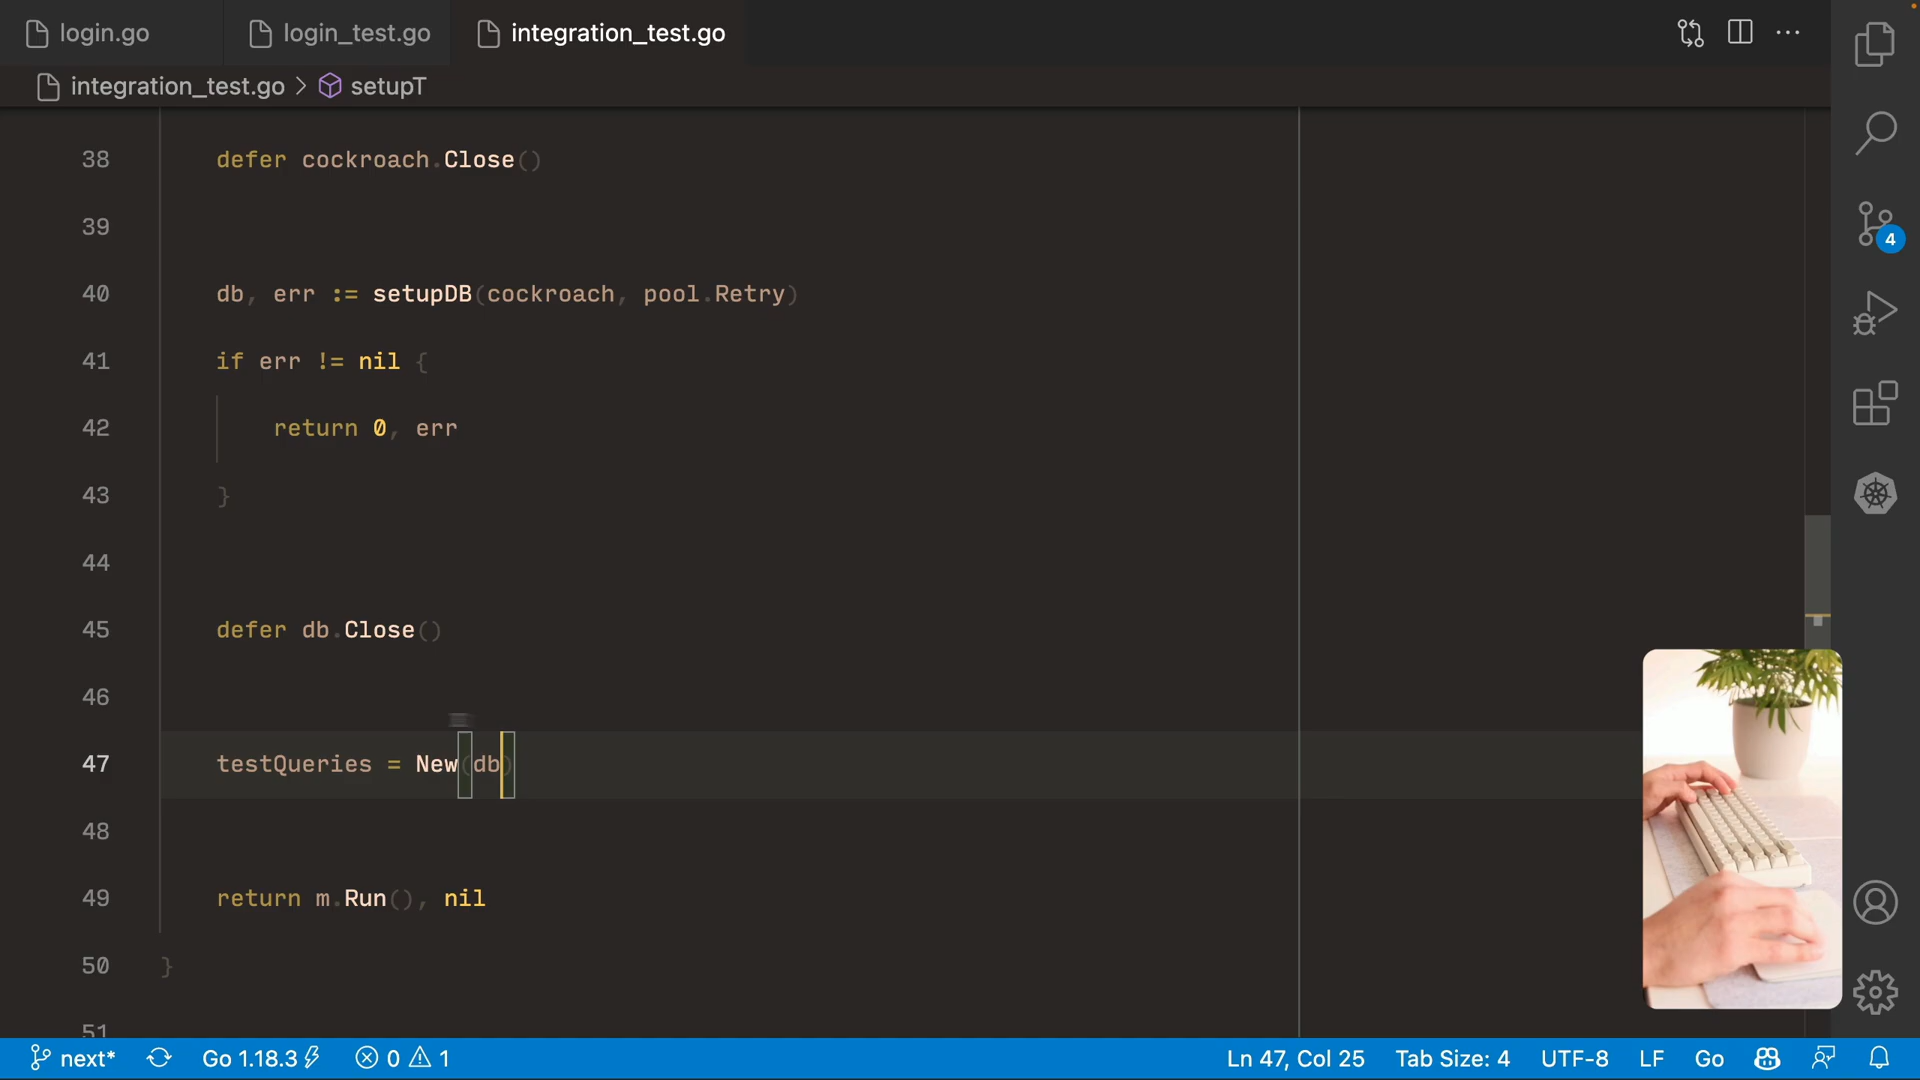 login.go
login_test.go
integration_test.go
integration_test.go > setupT
38 defer cockroach.Close()
39
40 db, err := setupDB(cockroach, pool.Retry)
41 if err != nil {
42 return 0, err
43 }
44
45 defer db.Close()
46
47 testQueries = New(db)
48
49 return m.Run(), nil
50 }
51
4
next* Go 1.18.3 0 1 Ln 47, Col 25 Tab Size: 4 UTF-8 LF Go